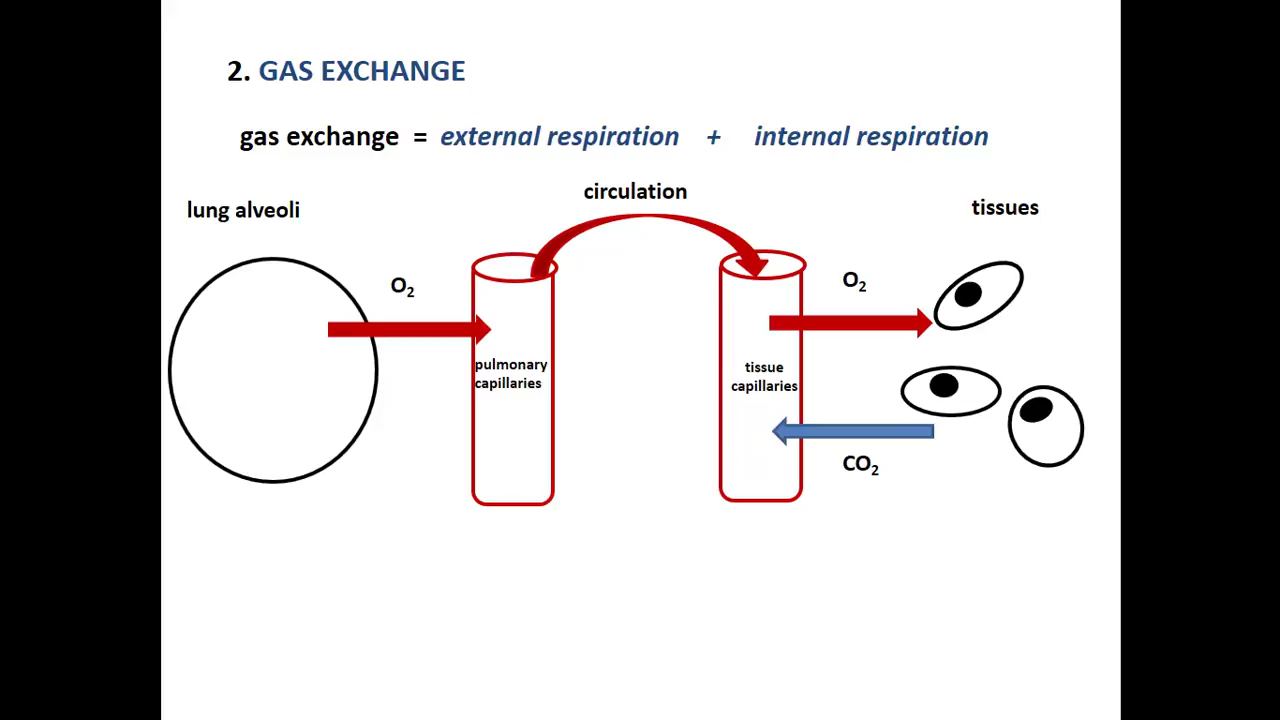 2. GAS EXCHANGE
gas exchange = external respiration + internal respiration
circulation
lung alveoli
tissues
O₂
O₂
pulmonary
capillaries
tissue
capillaries
CO₂